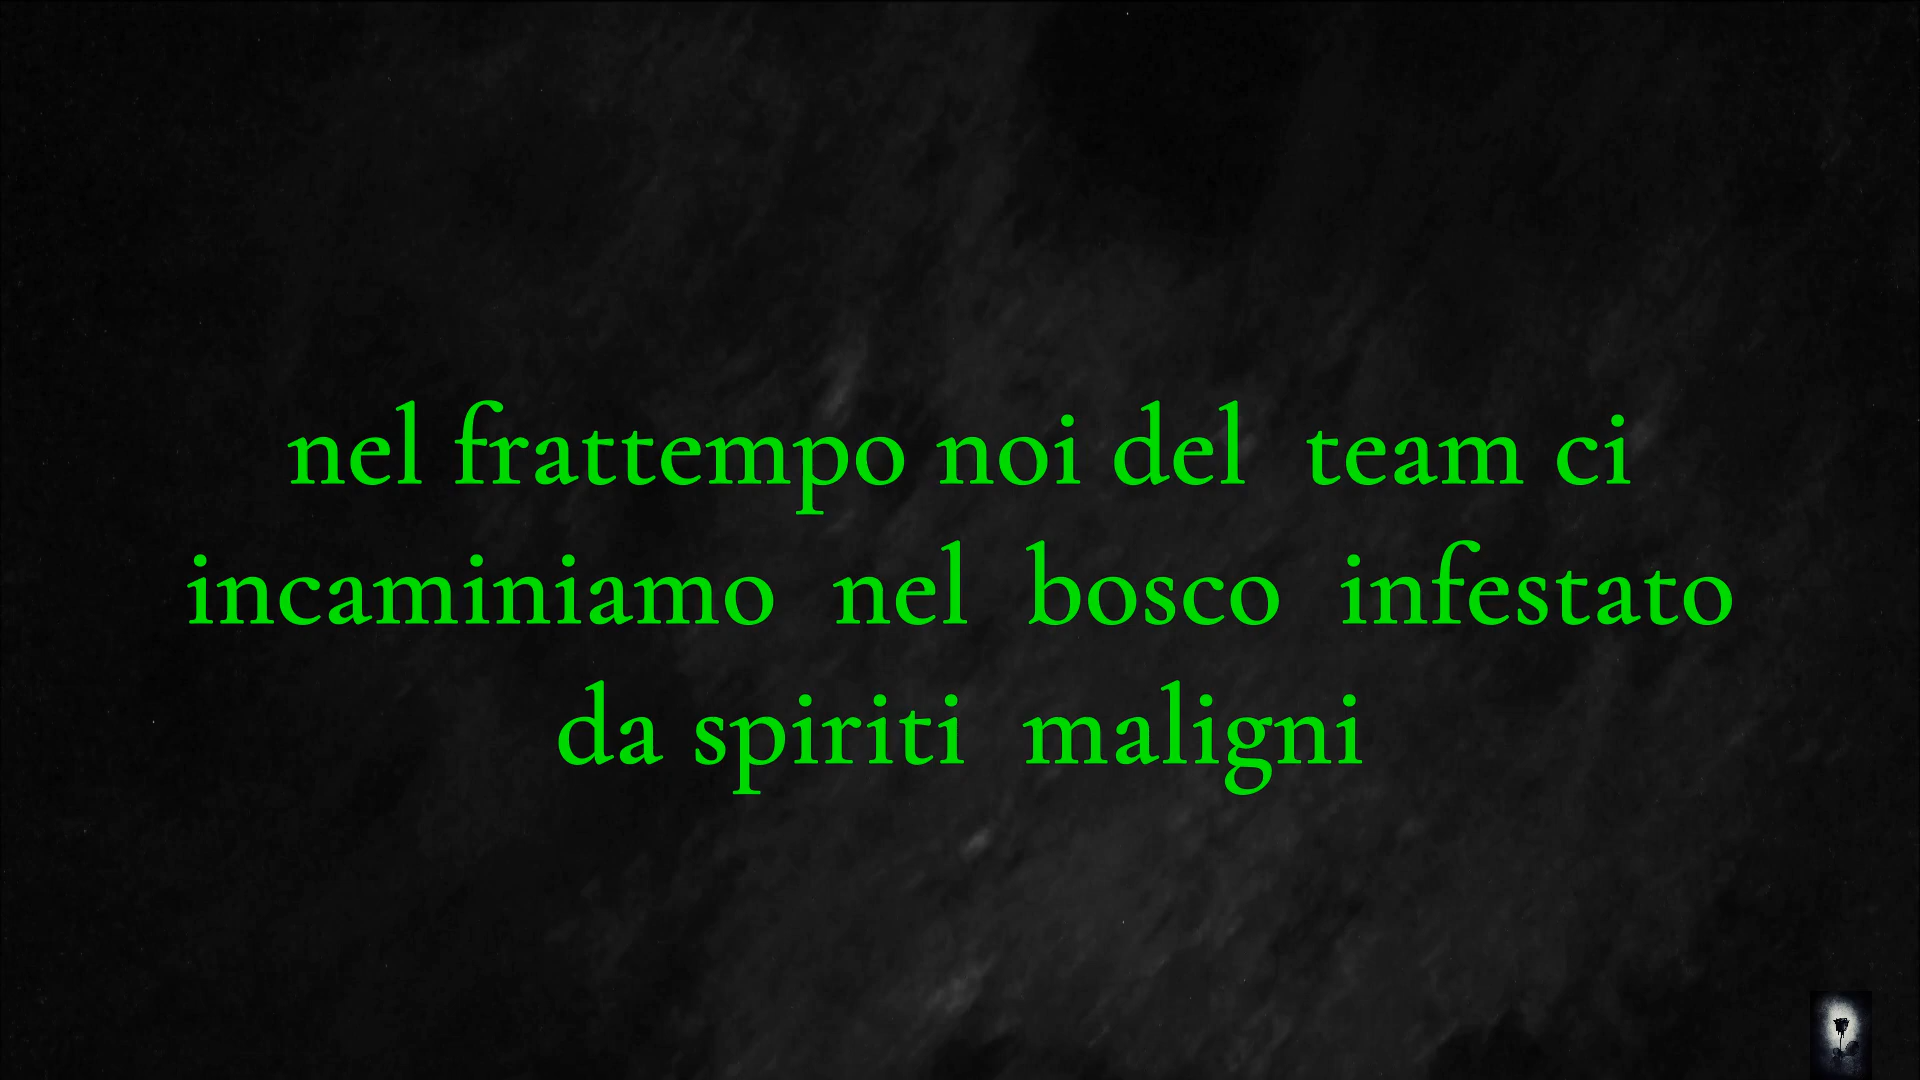 nel frattempo noi del  team ci
incaminiamo  nel  bosco  infestato
da spiriti  maligni